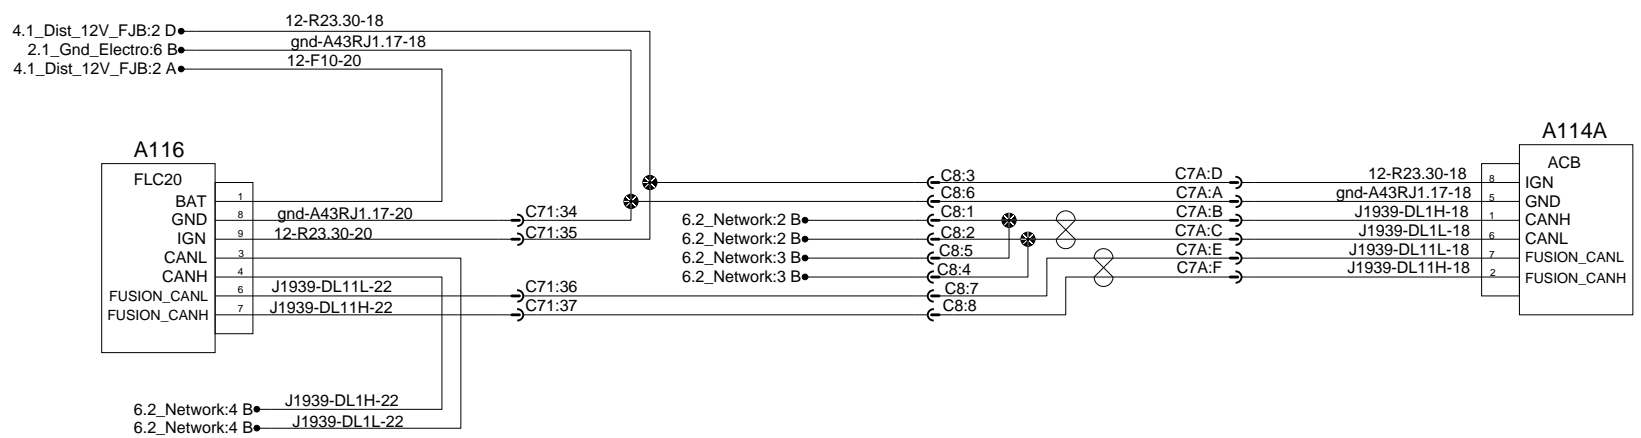 12-R23.30-18
4.1_Dist_12V_FJB:2 D
gnd-A43RJ1.17-18
2.1_Gnd_Electro:6 B
12-F10-20
4.1_Dist_12V_FJB:2 A
A116
FLC20
BAT 1
GND 8 gnd-A43RJ1.17-20 C71:34
IGN 9 12-R23.30-20 C71:35
CANL 3
CANH 4
FUSION_CANL 6 J1939-DL11L-22 C71:36
FUSION_CANH 7 J1939-DL11H-22 C71:37
6.2_Network:4 B J1939-DL1H-22
6.2_Network:4 B J1939-DL1L-22
A114A
ACB
C8:3 C7A:D 12-R23.30-18 8 IGN
C8:6 C7A:A gnd-A43RJ1.17-18 5 GND
6.2_Network:2 B C8:1 C7A:B J1939-DL1H-18 1 CANH
6.2_Network:2 B C8:2 C7A:C J1939-DL1L-18 6 CANL
6.2_Network:3 B C8:5 C7A:E J1939-DL11L-18 7 FUSION_CANL
6.2_Network:3 B C8:4 C7A:F J1939-DL11H-18 2 FUSION_CANH
C8:7
C8:8